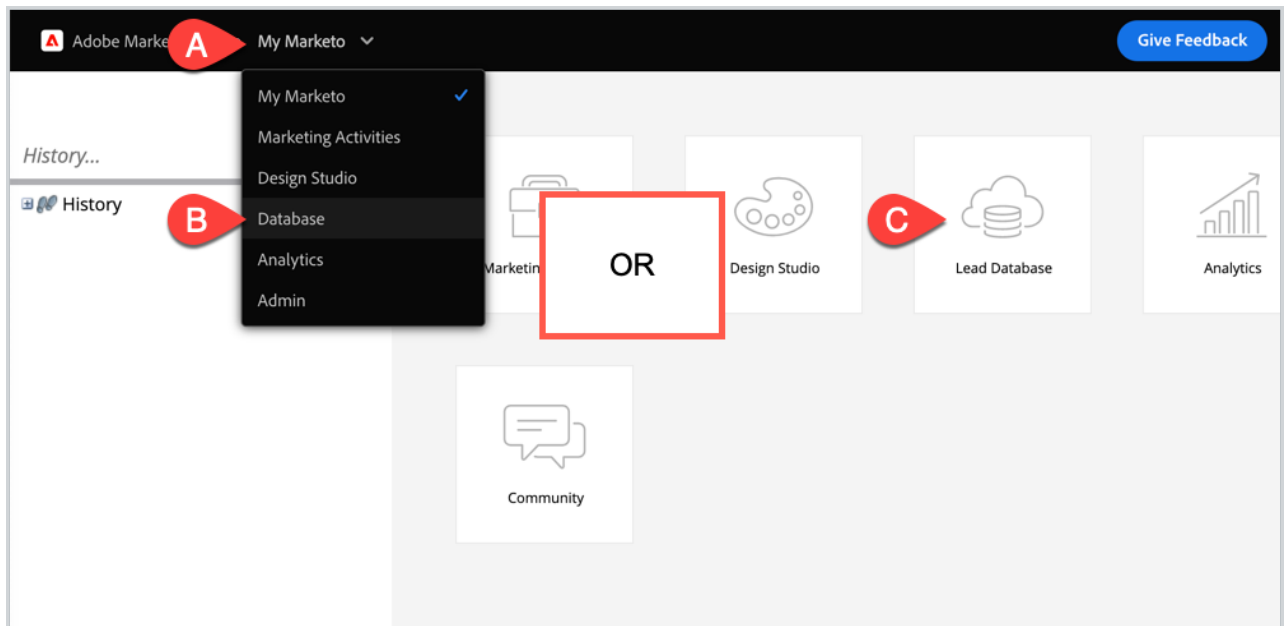 Adobe Marke
A
My Marketo
Give Feedback
My Marketo
Marketing Activities
Design Studio
Database
Analytics
Admin
History...
History
B
OR
C
Marketin
Design Studio
Lead Database
Analytics
Community